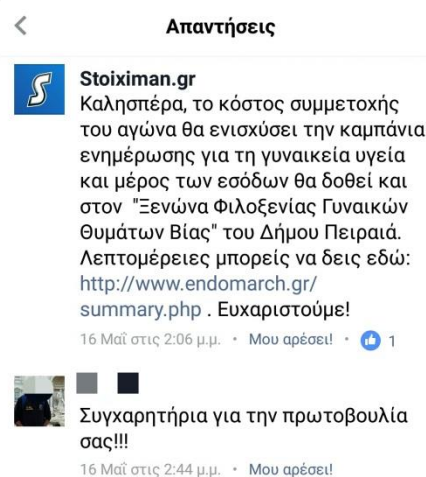 Απαντήσεις
Stoiximan.gr
Καλησπέρα, το κόστος συμμετοχής
του αγώνα θα ενισχύσει την καμπάνια
ενημέρωσης για τη γυναικεία υγεία
και μέρος των εσόδων θα δοθεί και
στον "Ξενώνα Φιλοξενίας Γυναικών
Θυμάτων Βίας" του Δήμου Πειραιά.
Λεπτομέρειες μπορείς να δεις εδώ:
http://www.endomarch.gr/
summary.php . Ευχαριστούμε!
16 Μαΐ στις 2:06 μ.μ. • Μου αρέσει! • 1
Συγχαρητήρια για την πρωτοβουλία
σας!!!
16 Μαΐ στις 2:44 μ.μ. • Μου αρέσει!